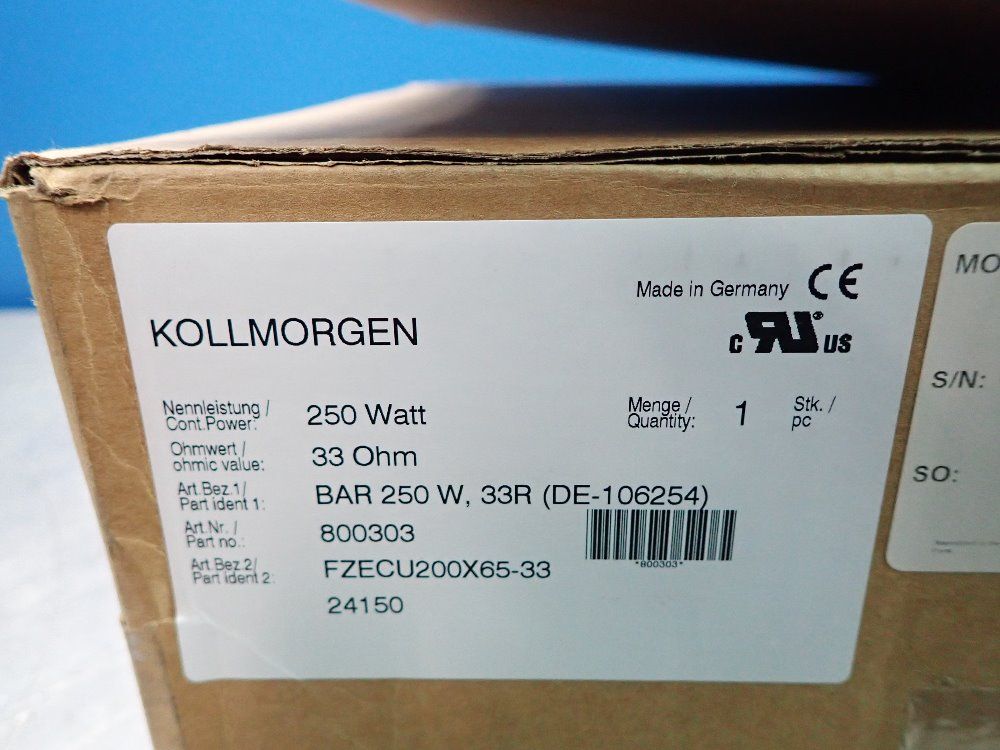 Made in Germany CE
KOLLMORGEN
c RU ® US
Nennleistung /
Cont.Power: 250 Watt
Menge /
Quantity: 1 Stk. /
pc
Ohmwert /
ohmic value: 33 Ohm
Art.Bez.1/
Part ident 1: BAR 250 W, 33R (DE-106254)
Art.Nr. /
Part no.: 800303
*800303*
Art.Bez.2/
Part ident 2: FZECU200X65-33
24150
MO
S/N:
SO: